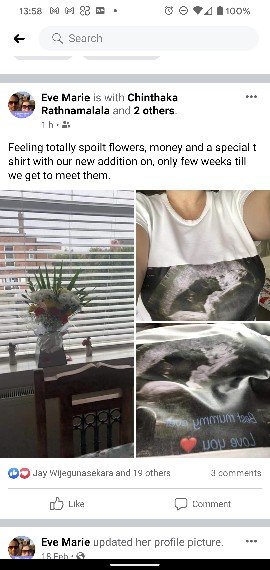 13:58
100%
Search
Eve Marie is with Chinthaka
Rathnamalala and 2 others.
1 h
Feeling totally spoilt flowers, money and a special t
shirt with our new addition on, only few weeks till
we get to meet them.
Best mummy
Love you
Jay Wijegunasekara and 19 others
3 comments
Like
Comment
Eve Marie updated her profile picture.
18 Feb